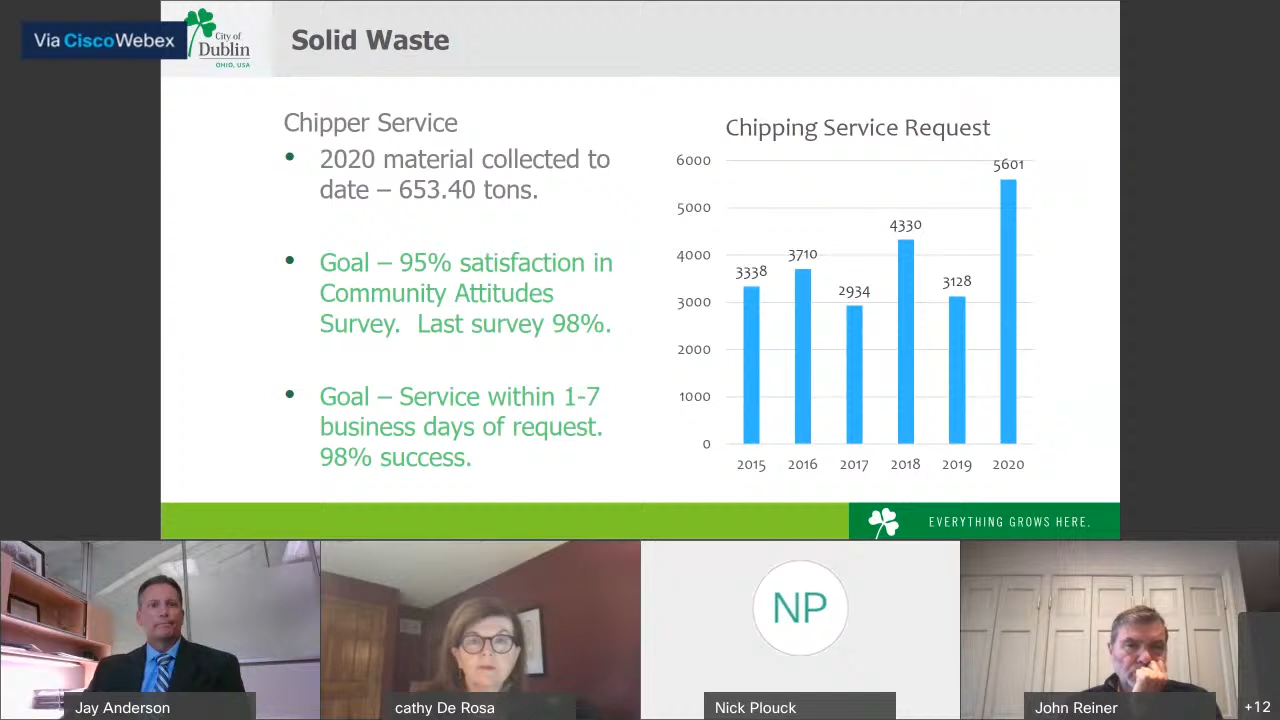 Via CiscoWebex
City of
Dublin
OHIO, USA
Solid Waste
Chipper Service
• 2020 material collected to
date – 653.40 tons.
• Goal – 95% satisfaction in
Community Attitudes
Survey. Last survey 98%.
• Goal – Service within 1-7
business days of request.
98% success.
Chipping Service Request
6000
5000
4000
3000
2000
1000
0
3338
3710
2934
4330
3128
5601
2015 2016 2017 2018 2019 2020
EVERYTHING GROWS HERE.
NP
Jay Anderson
cathy De Rosa
Nick Plouck
John Reiner
+12